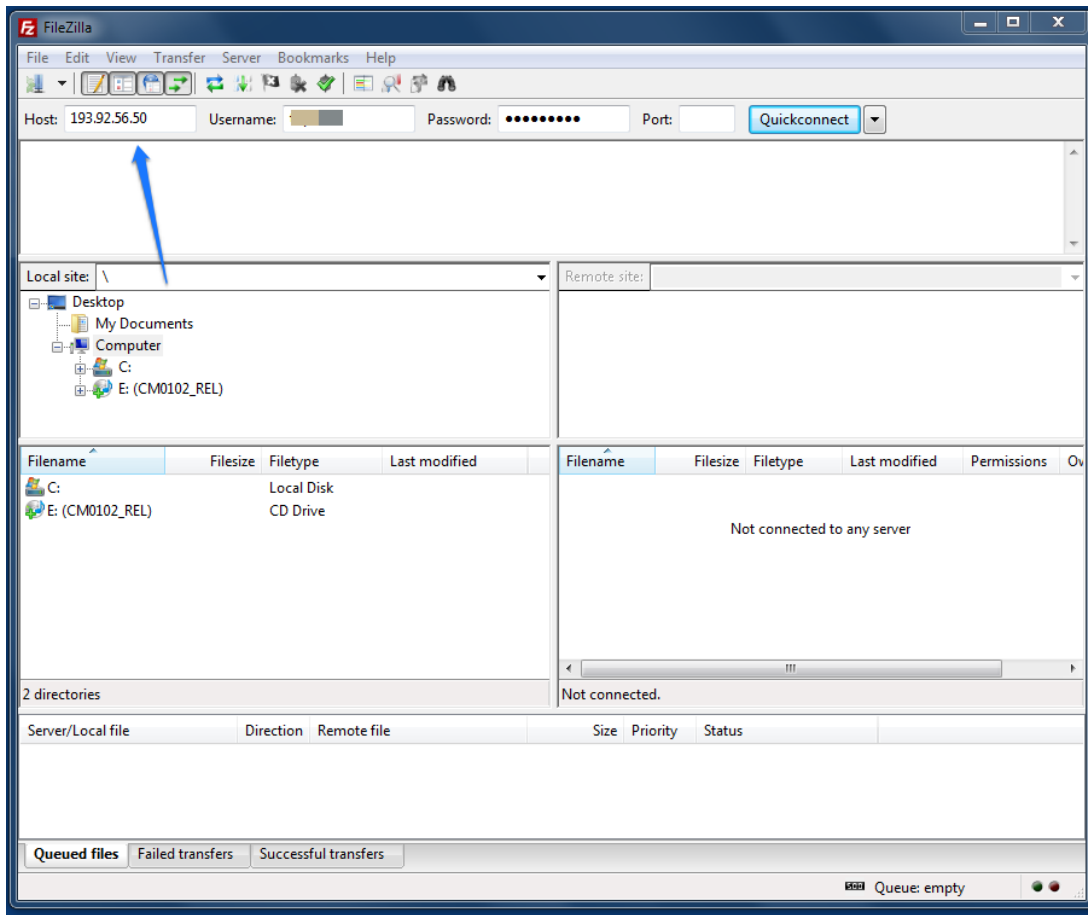 FileZilla
File Edit View Transfer Server Bookmarks Help
Host: 193.92.56.50 Username: Password: ●●●●●●●●● Port: Quickconnect
Local site: \
Remote site:
Desktop
My Documents
Computer
C:
E: (CM0102_REL)
Filename Filesize Filetype Last modified
C: Local Disk
E: (CM0102_REL) CD Drive
2 directories
Filename Filesize Filetype Last modified Permissions Ow
Not connected to any server
Not connected.
Server/Local file Direction Remote file Size Priority Status
Queued files Failed transfers Successful transfers
Queue: empty